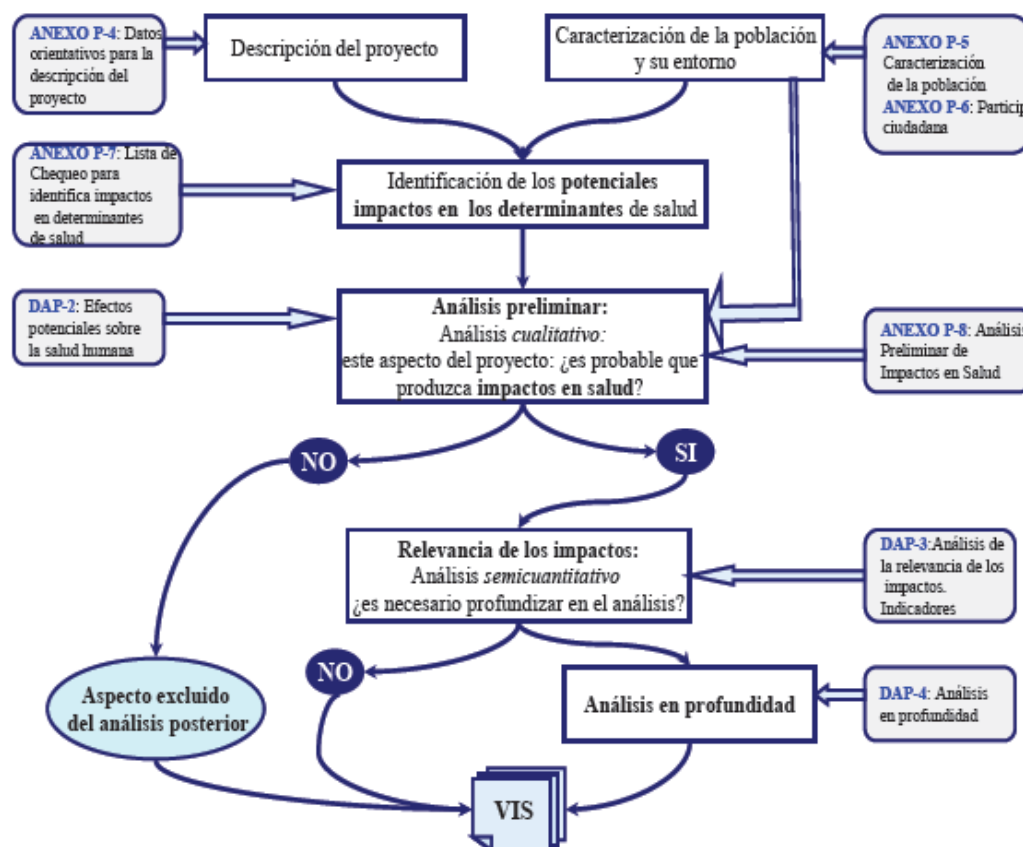 ANEXO P-4: Datos
orientativos para la
descripción del
proyecto
Descripción del proyecto
Caracterización de la población
y su entorno
ANEXO P-5
Caracterización
de la población
ANEXO P-6: Particip
ciudadana
ANEXO P-7: Lista de
Chequeo para
identifica impactos
en determinantes
de salud
Identificación de los potenciales
impactos en los determinantes de salud
DAP-2: Efectos
potenciales sobre
la salud humana
Análisis preliminar:
Análisis cualitativo:
este aspecto del proyecto: ¿es probable que
produzca impactos en salud?
ANEXO P-8: Análisis
Preliminar de
Impactos en Salud
NO
SI
Relevancia de los impactos:
Análisis semicuantitativo
¿es necesario profundizar en el análisis?
DAP-3:Análisis de
la relevancia de los
impactos.
Indicadores
NO
Aspecto excluido
del análisis posterior
Análisis en profundidad
DAP-4: Análisis
en profundidad
VIS